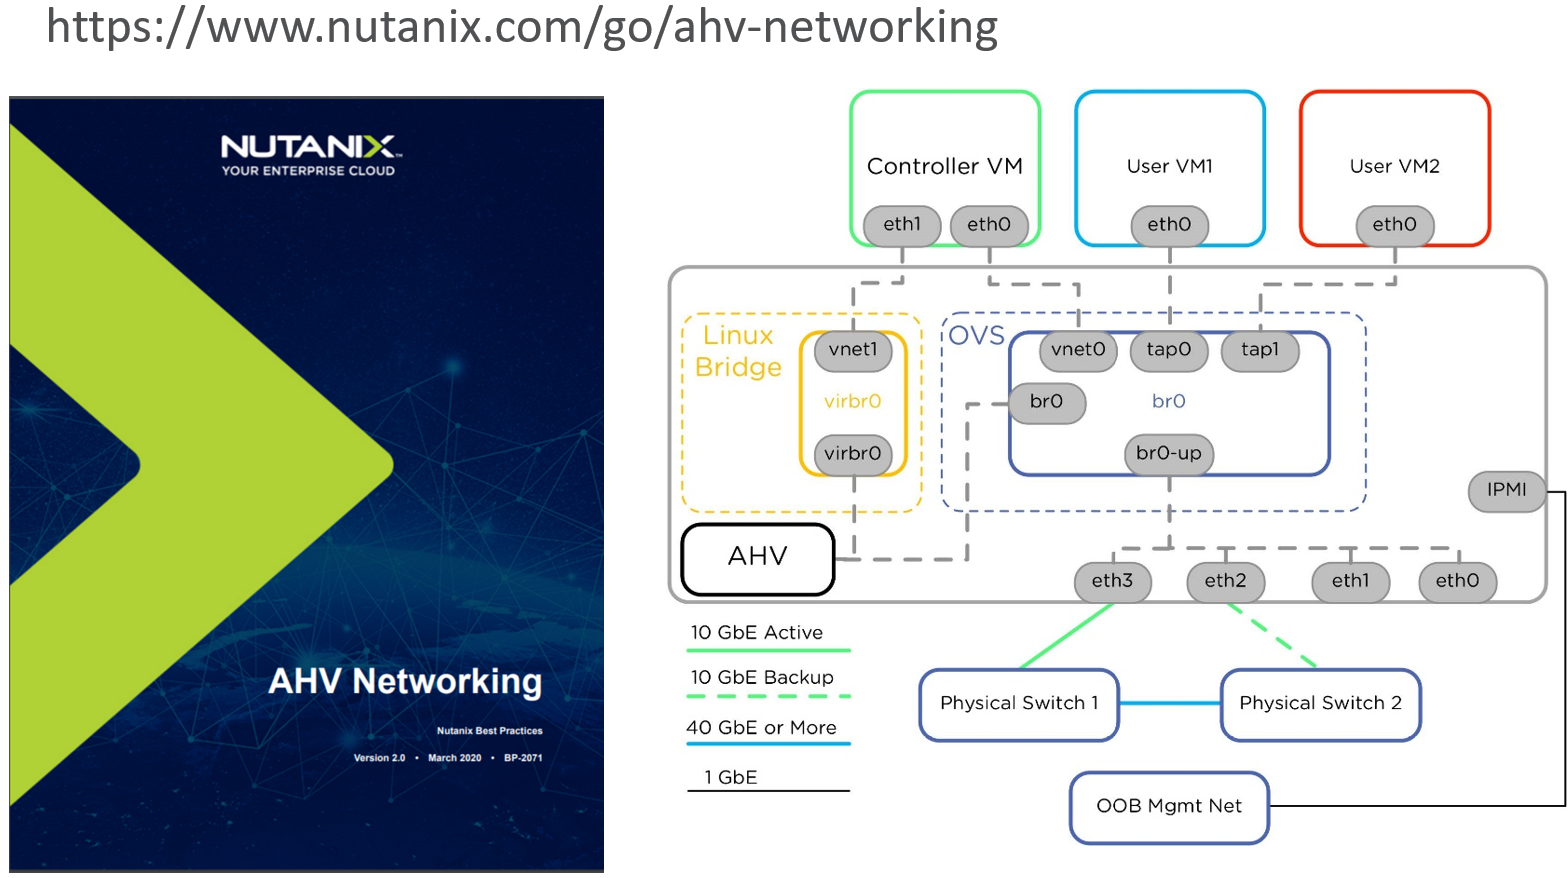 https://www.nutanix.com/go/ahv-networking
NUTANIX™
YOUR ENTERPRISE CLOUD
AHV Networking
Nutanix Best Practices
Version 2.0 • March 2020 • BP-2071
Controller VM
eth1
eth0
User VM1
eth0
User VM2
eth0
Linux
Bridge
vnet1
virbr0
virbr0
OVS
vnet0
tap0
tap1
br0
br0
br0-up
IPMI
AHV
eth3
eth2
eth1
eth0
10 GbE Active
10 GbE Backup
40 GbE or More
1 GbE
Physical Switch 1
Physical Switch 2
OOB Mgmt Net